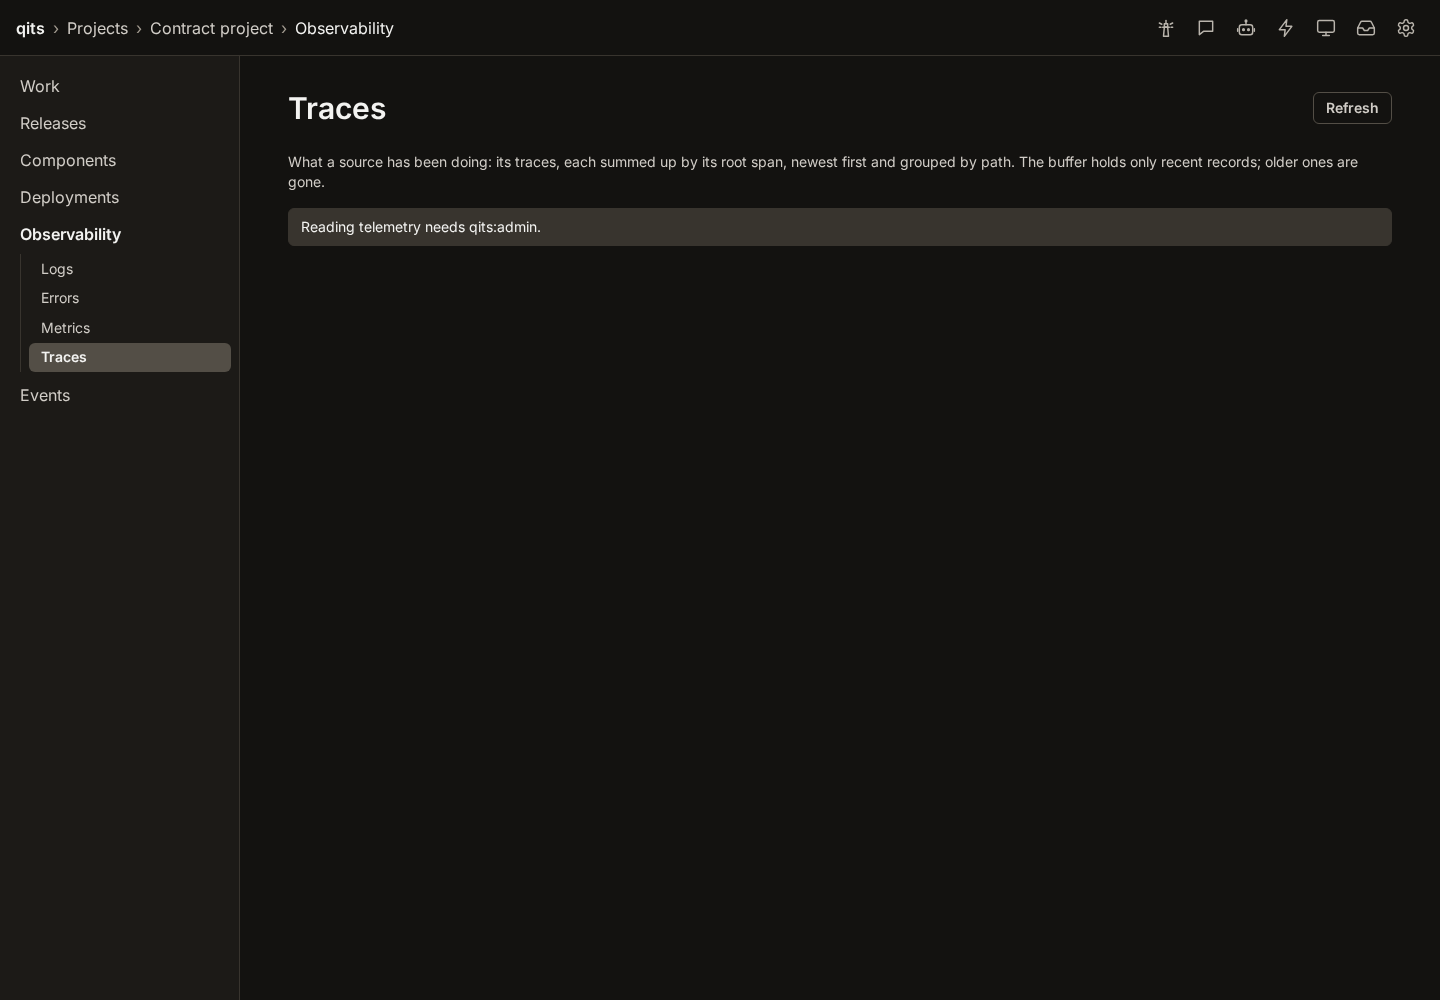 qits › Projects › Contract project › Observability
Work
Releases
Components
Deployments
Observability
Logs
Errors
Metrics
Traces
Events
Traces
Refresh
What a source has been doing: its traces, each summed up by its root span, newest first and grouped by path. The buffer holds only recent records; older ones are
gone.
Reading telemetry needs qits:admin.